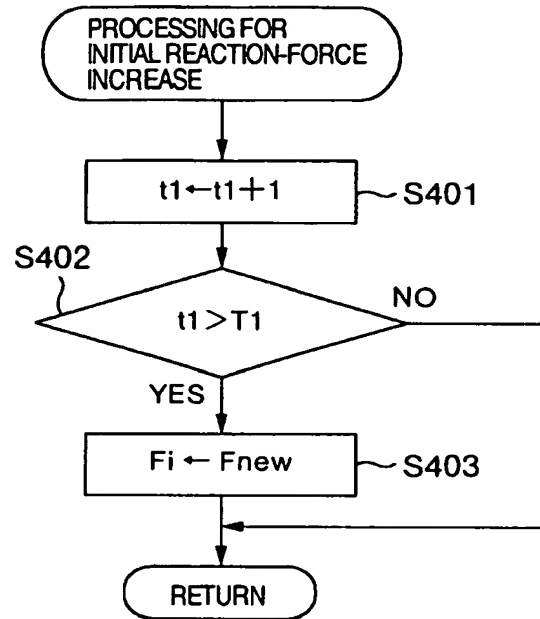 PROCESSING FOR
INITIAL REACTION-FORCE
INCREASE
t1←t1+1
S401
S402
t1>T1
NO
YES
Fi ← Fnew
S403
RETURN